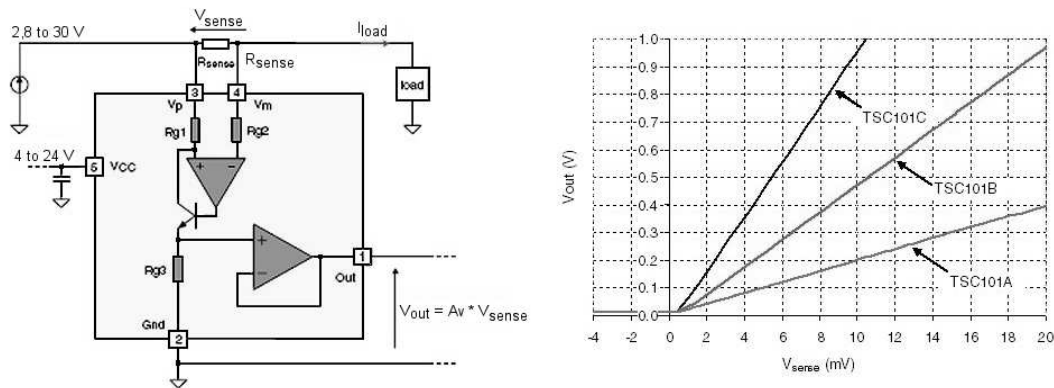 2,8 to 30 V
Vsense
Iload
Rsense
Rsense
load
3
4
Vp
Vm
Rg1
Rg2
4 to 24 V
5
Vcc
+
−
+
−
Rg3
1
Out
Vout = Av * Vsense
Gnd
2
Vout (V)
1.0
0.9
0.8
0.7
0.6
0.5
0.4
0.3
0.2
0.1
0.0
TSC101C
TSC101B
TSC101A
-4 -2 0 2 4 6 8 10 12 14 16 18 20
Vsense (mV)